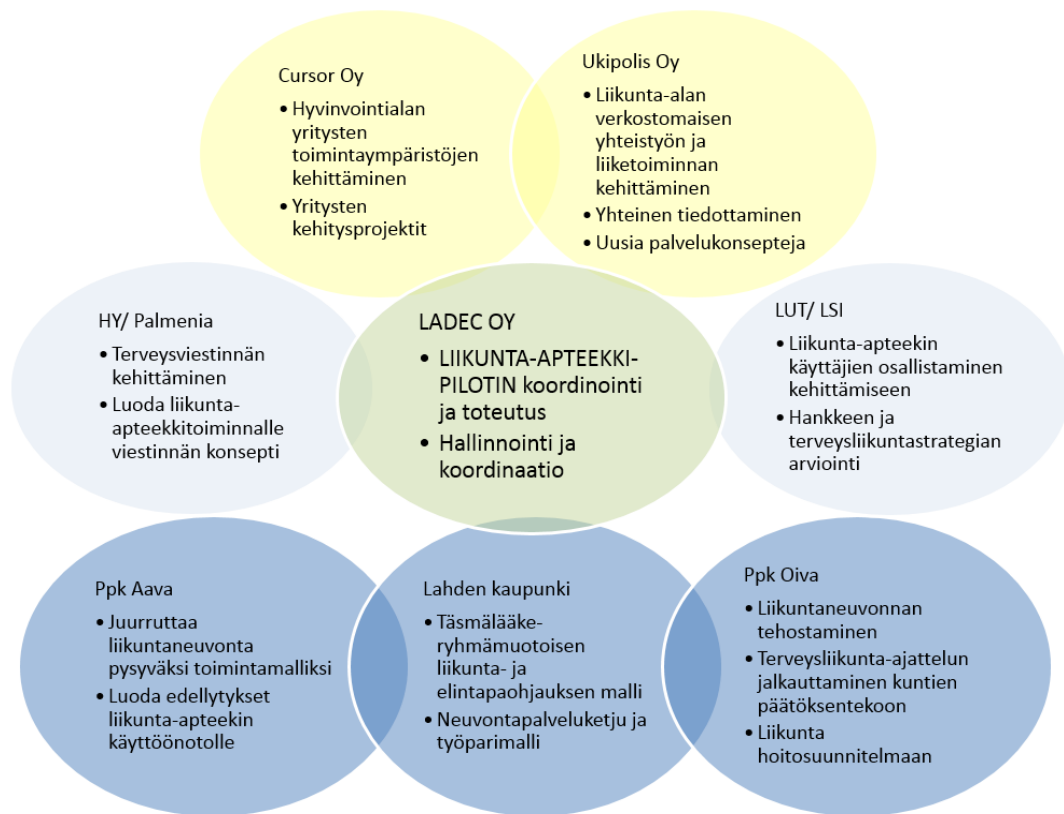 Cursor Oy
• Hyvinvointialan
yritysten
toimintaympäristöjen
kehittäminen
• Yritysten
kehitysprojektit
Ukipolis Oy
• Liikunta-alan
verkostomaisen
yhteistyön ja
liiketoiminnan
kehittäminen
• Yhteinen tiedottaminen
• Uusia palvelukonsepteja
HY/ Palmenia
• Terveysviestinnän
kehittäminen
• Luoda liikunta-
apteekkitoiminnalle
viestinnän konsepti
LADEC OY
• LIIKUNTA-APTEEKKI-
PILOTIN koordinointi
ja toteutus
• Hallinnointi ja
koordinaatio
LUT/ LSI
• Liikunta-apteekin
käyttäjien osallistaminen
kehittämiseen
• Hankkeen ja
terveysliikuntastrategian
arviointi
Ppk Aava
• Juurruttaa
liikuntaneuvonta
pysyväksi toimintamalliksi
• Luoda edellytykset
liikunta-apteekin
käyttöönotolle
Lahden kaupunki
• Täsmälääke-
ryhmämuotoisen
liikunta- ja
elintapaohjauksen malli
• Neuvontapalveluketju ja
työparimalli
Ppk Oiva
• Liikuntaneuvonnan
tehostaminen
• Terveysliikunta-ajattelun
jalkauttaminen kuntien
päätöksentekoon
• Liikunta
hoitosuunnitelmaan